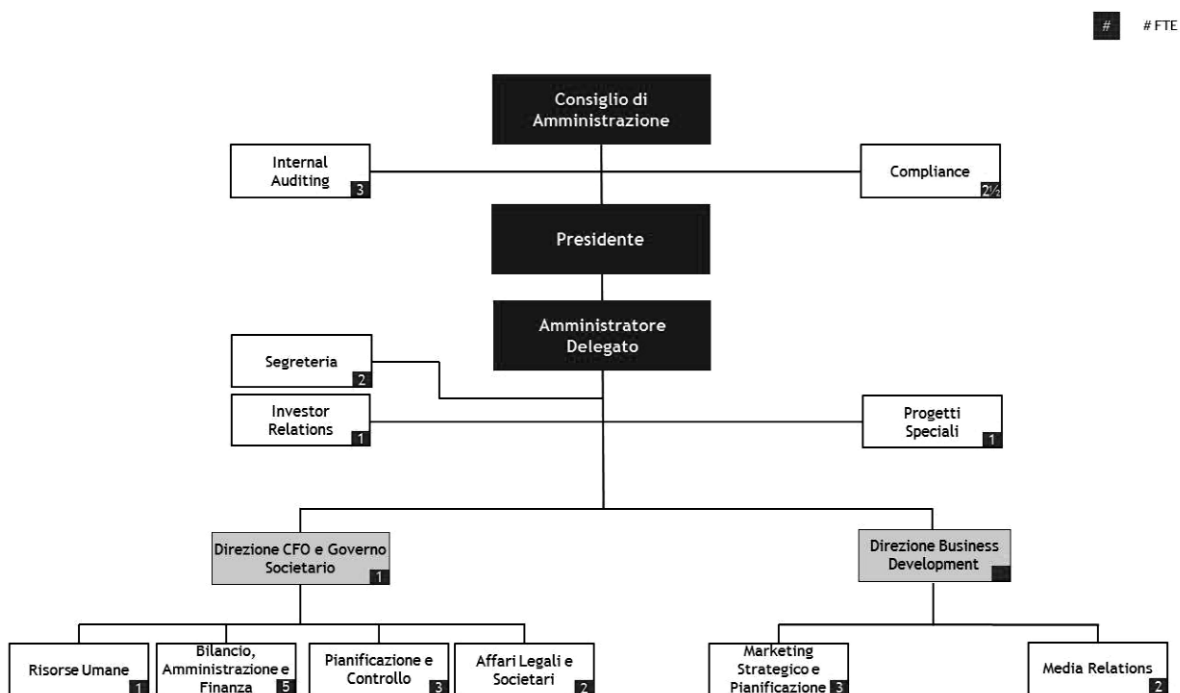 # # FTE
Consiglio di
Amministrazione
Internal
Auditing
3
Compliance
2½
Presidente
Amministratore
Delegato
Segreteria
2
Investor
Relations
1
Progetti
Speciali
1
Direzione CFO e Governo
Societario
1
Direzione Business
Development
Risorse Umane
1
Bilancio,
Amministrazione e
Finanza
5
Pianificazione e
Controllo
3
Affari Legali e
Societari
2
Marketing
Strategico e
Pianificazione
3
Media Relations
2